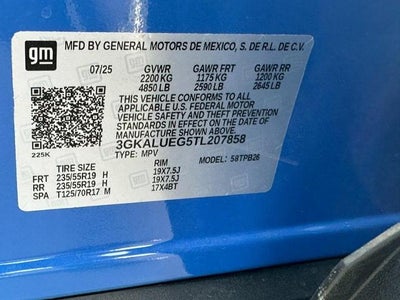 gm
MFD BY GENERAL MOTORS DE MEXICO, S. DE R.L. DE C.V.
07/25 GVWR GAWR FRT GAWR RR
2200 KG 1175 KG 1200 KG
4850 LB 2590 LB 2645 LB
THIS VEHICLE CONFORMS TO ALL
APPLICABLE U.S. FEDERAL MOTOR
VEHICLE SAFETY AND THEFT
PREVENTION STANDARDS IN EFFECT ON
THE DATE OF MANUFACTURE SHOWN ABOVE.
3GKALUEG5TL207858
225K TYPE: MPV MODEL: 58TPB26
TIRE SIZE RIM
FRT 235/55R19 H 19X7.5J
RR 235/55R19 H 19X7.5J
SPA T125/70R17 M 17X4BT